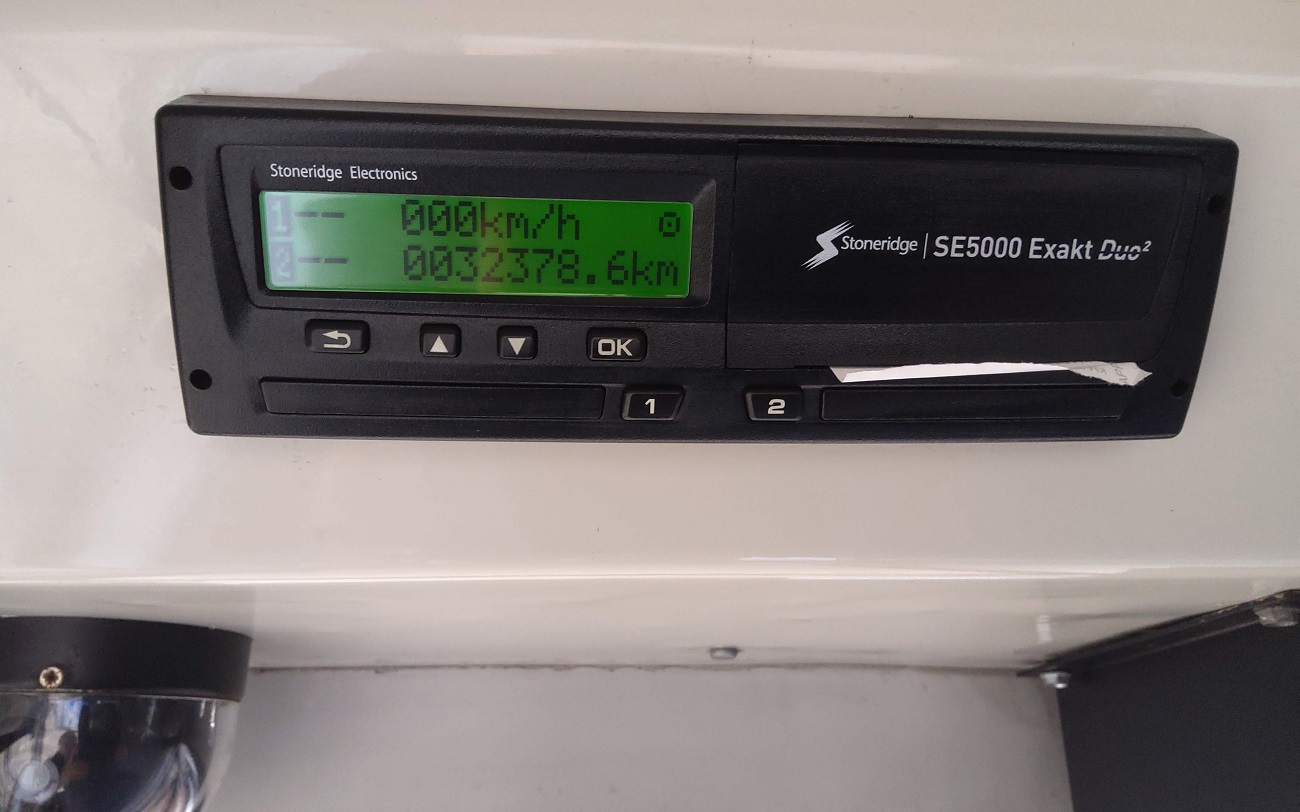 Stoneridge Electronics
1-- 000km/h ⊙
2-- 0032378.6km
Stoneridge | SE5000 Exakt Duo²
▲ ▼ OK
1 2